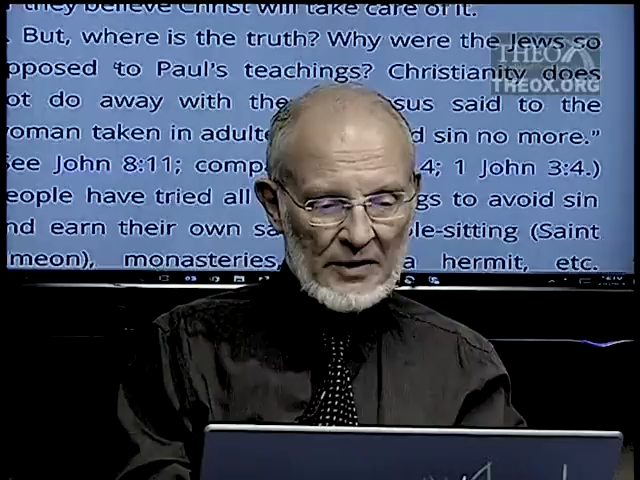 they believe Christ will take care of it.
. But, where is the truth? Why were the Jews so
pposed to Paul's teachings? Christianity does
ot do away with the esus said to the
oman taken in adulte d sin no more."
See John 8:11; comp 4; 1 John 3:4.)
eople have tried all gs to avoid sin
nd earn their own sa le-sitting (Saint
meon), monasteries, a hermit, etc.
THEOX
THEOX.ORG